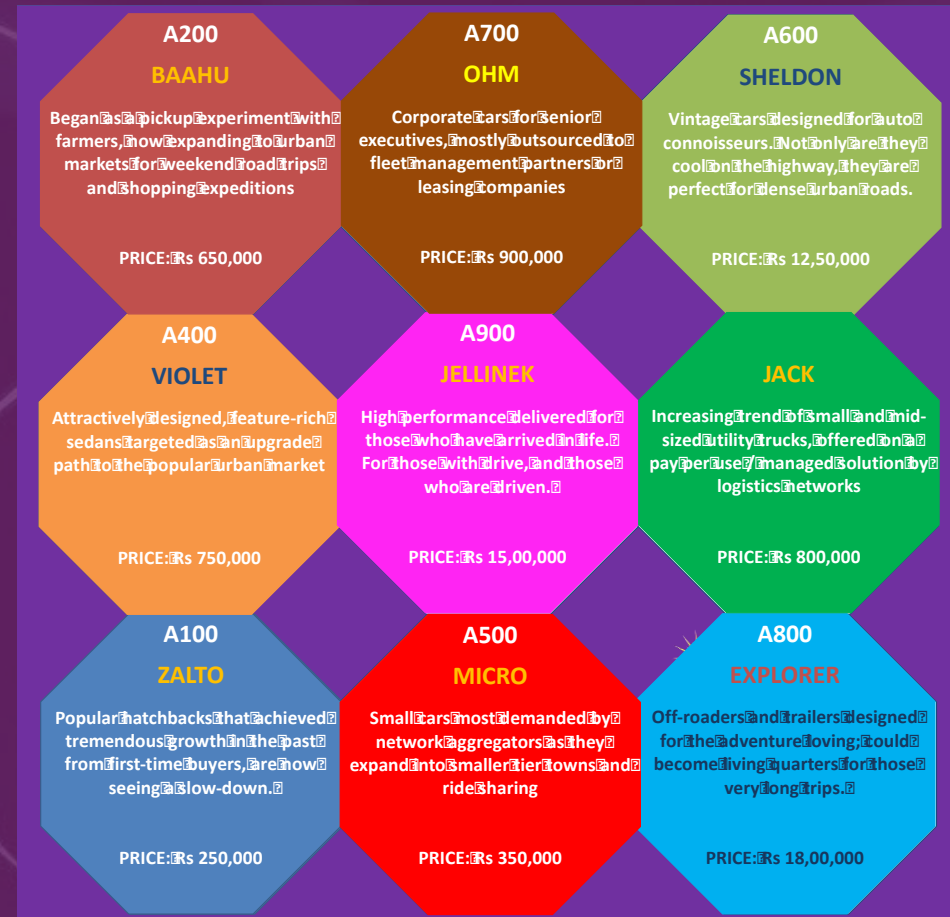 A200
BAAHU
Began as a pickup experiment with
farmers, now expanding to urban
markets for weekend road trips
and shopping expeditions
PRICE: Rs 650,000
A700
OHM
Corporate cars for senior
executives, mostly outsourced to
fleet management partners or
leasing companies
PRICE: Rs 900,000
A600
SHELDON
Vintage cars designed for auto
connoisseurs. Not only are they
cool on the highway, they are
perfect for dense urban roads.
PRICE: Rs 12,50,000
A400
VIOLET
Attractively designed, feature-rich
sedans targeted as an upgrade
path to the popular urban market
PRICE: Rs 750,000
A900
JELLINEK
High performance delivered for
those who have arrived in life.
For those with drive, and those
who are driven.
PRICE: Rs 15,00,000
JACK
Increasing trend of small and mid-
sized utility trucks, offered on a
pay per use / managed solution by
logistics networks
PRICE: Rs 800,000
A100
ZALTO
Popular hatchbacks that achieved
tremendous growth in the past
from first-time buyers, are now
seeing a slow-down.
PRICE: Rs 250,000
A500
MICRO
Small cars most demanded by
network aggregators as they
expand into smaller tier towns and
ride sharing
PRICE: Rs 350,000
A800
EXPLORER
Off-roaders and trailers designed
for the adventure loving; could
become living quarters for those
very long trips.
PRICE: Rs 18,00,000